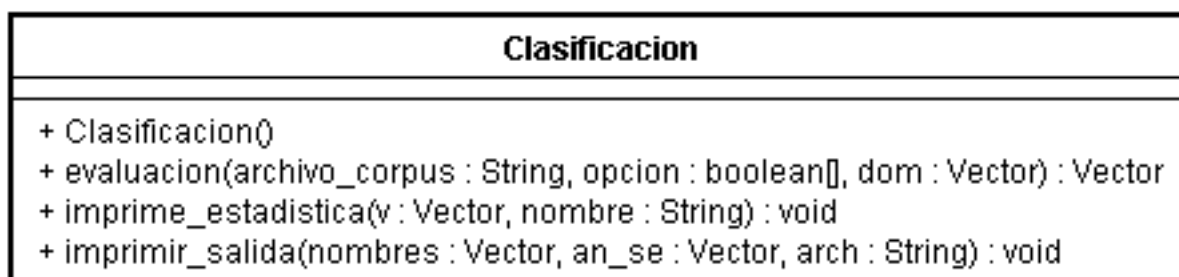 Clasificacion
+ Clasificacion()
+ evaluacion(archivo_corpus : String, opcion : boolean[], dom : Vector) : Vector
+ imprime_estadistica(v : Vector, nombre : String) : void
+ imprimir_salida(nombres : Vector, an_se : Vector, arch : String) : void